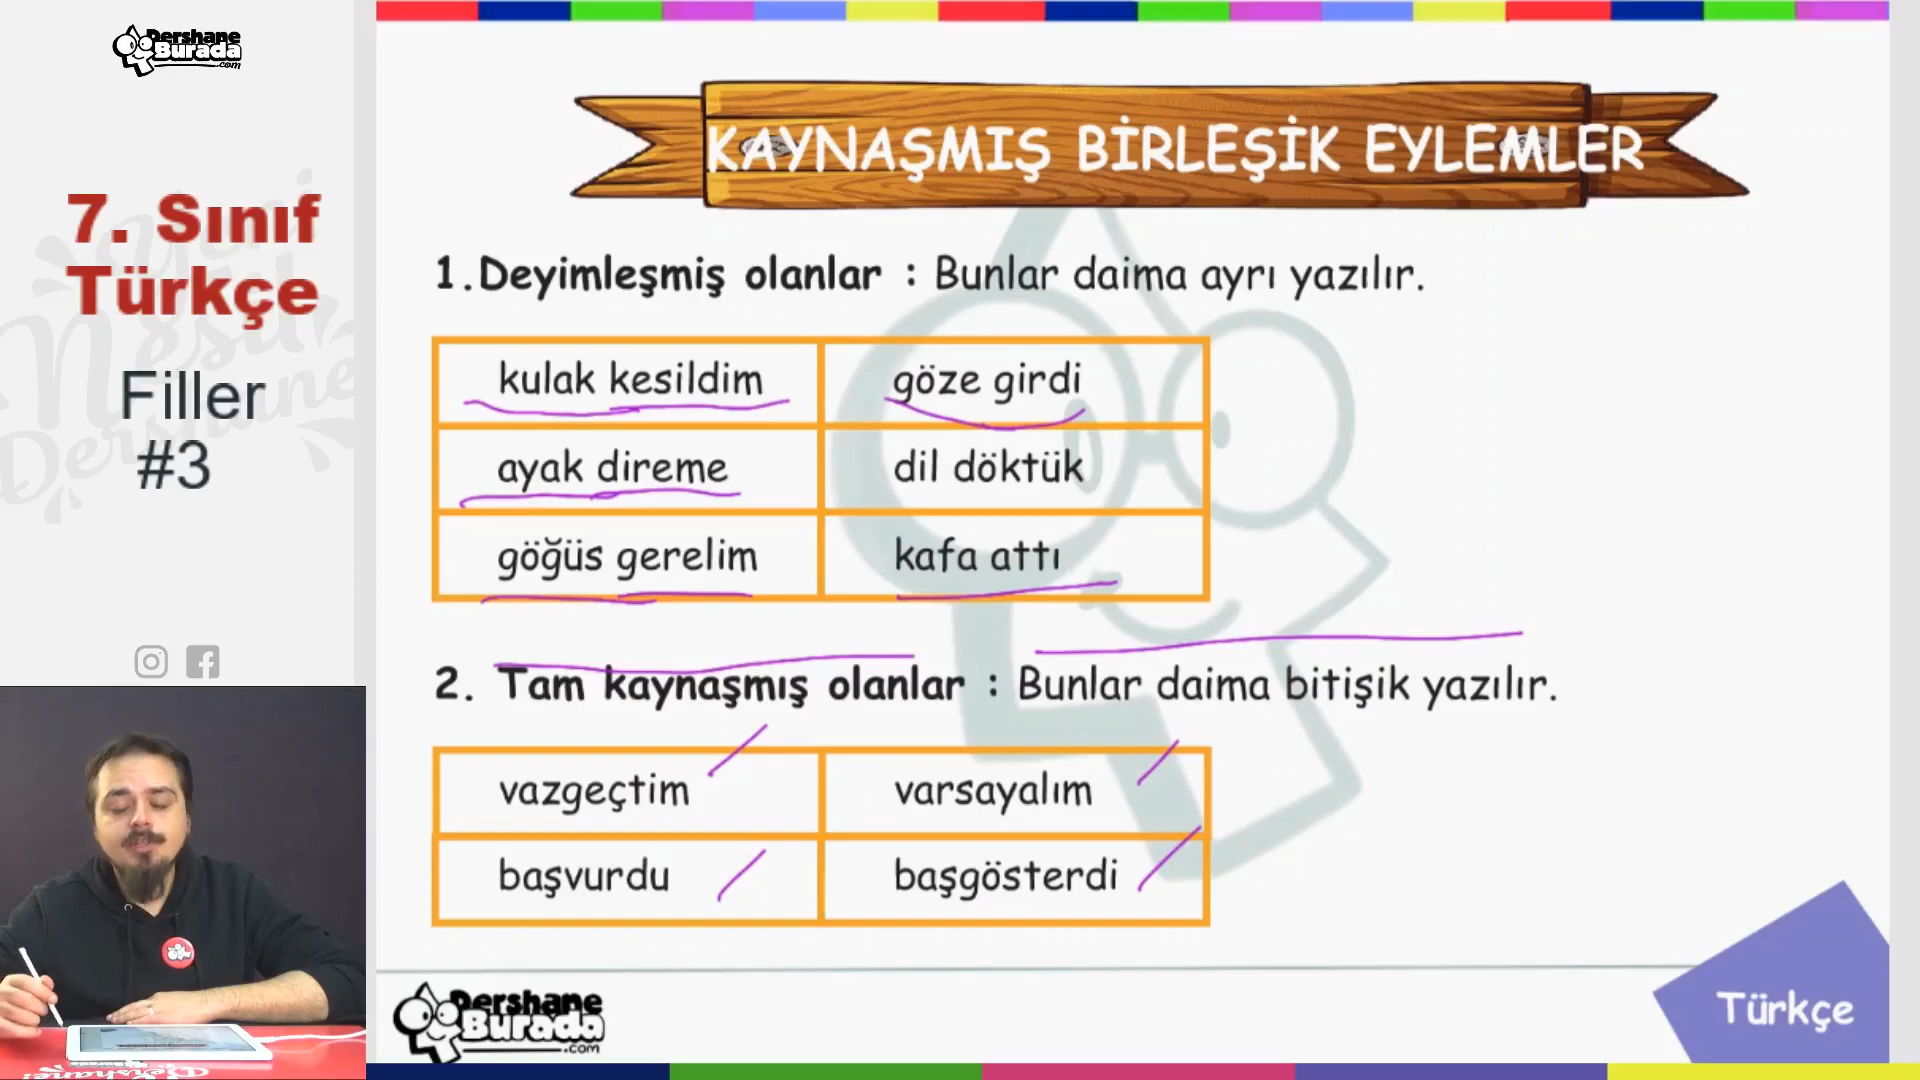 Dershane
Burada
.com
7. Sınıf
Türkçe
Filler
#3
KAYNAŞMIŞ BİRLEŞİK EYLEMLER
1.Deyimleşmiş olanlar : Bunlar daima ayrı yazılır.
kulak kesildim göze girdi
ayak direme dil döktük
göğüs gerelim kafa attı
2. Tam kaynaşmış olanlar : Bunlar daima bitişik yazılır.
vazgeçtim varsayalım
başvurdu başgösterdi
Dershane
Burada
.com
Türkçe